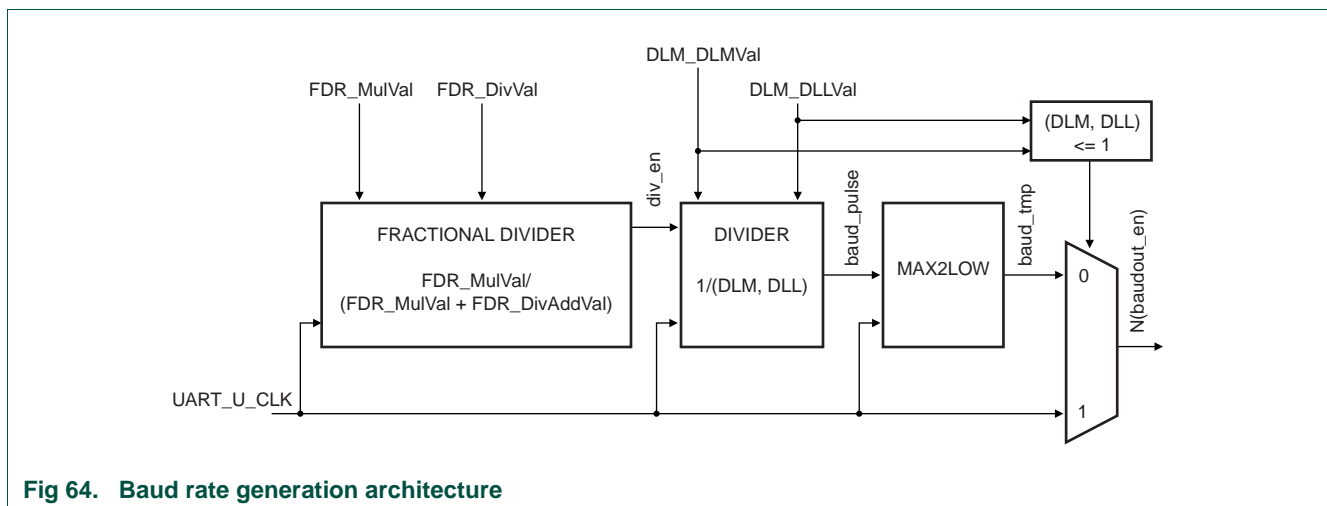 DLM_DLMVal
FDR_MulVal
FDR_DivVal
DLM_DLLVal
(DLM, DLL)
<= 1
div_en
baud_pulse
baud_tmp
N(baudout_en)
FRACTIONAL DIVIDER
FDR_MulVal/
(FDR_MulVal + FDR_DivAddVal)
DIVIDER
1/(DLM, DLL)
MAX2LOW
0
UART_U_CLK
1
Fig 64. Baud rate generation architecture